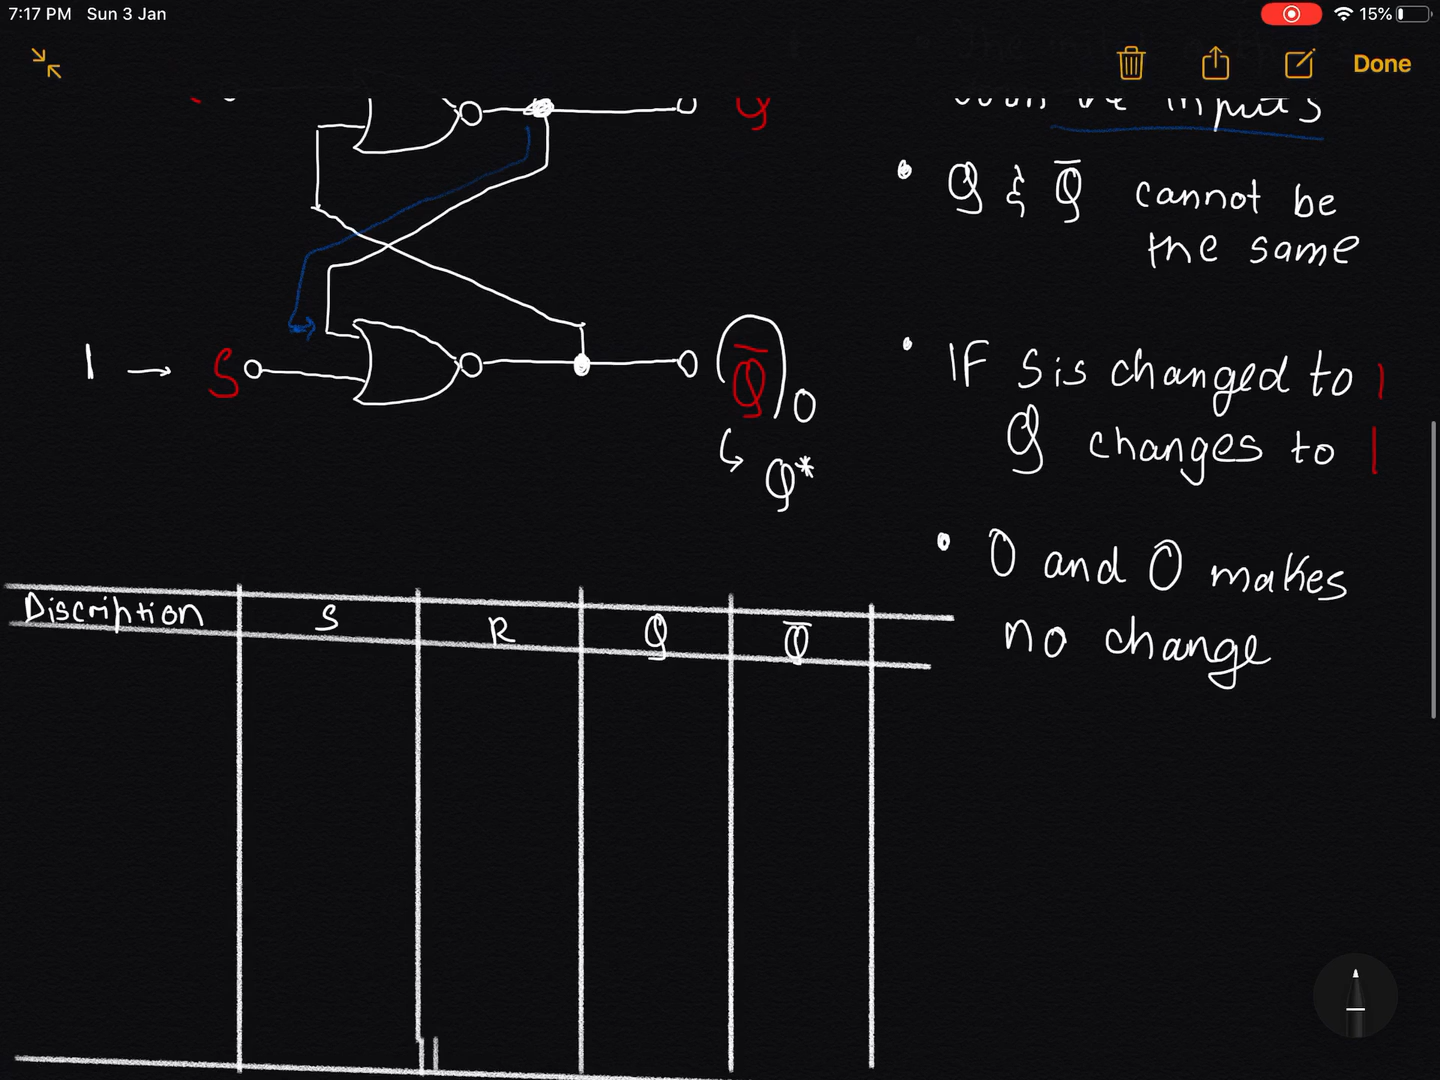 7:17 PM Sun 3 Jan
15%
Done
inputs
Q & Q̅ cannot be
the same
1 → S
Q̅
0
Q*
IF S is changed to 1
Q changes to 1
0 and 0 makes
no change
Discription S R Q Q̅